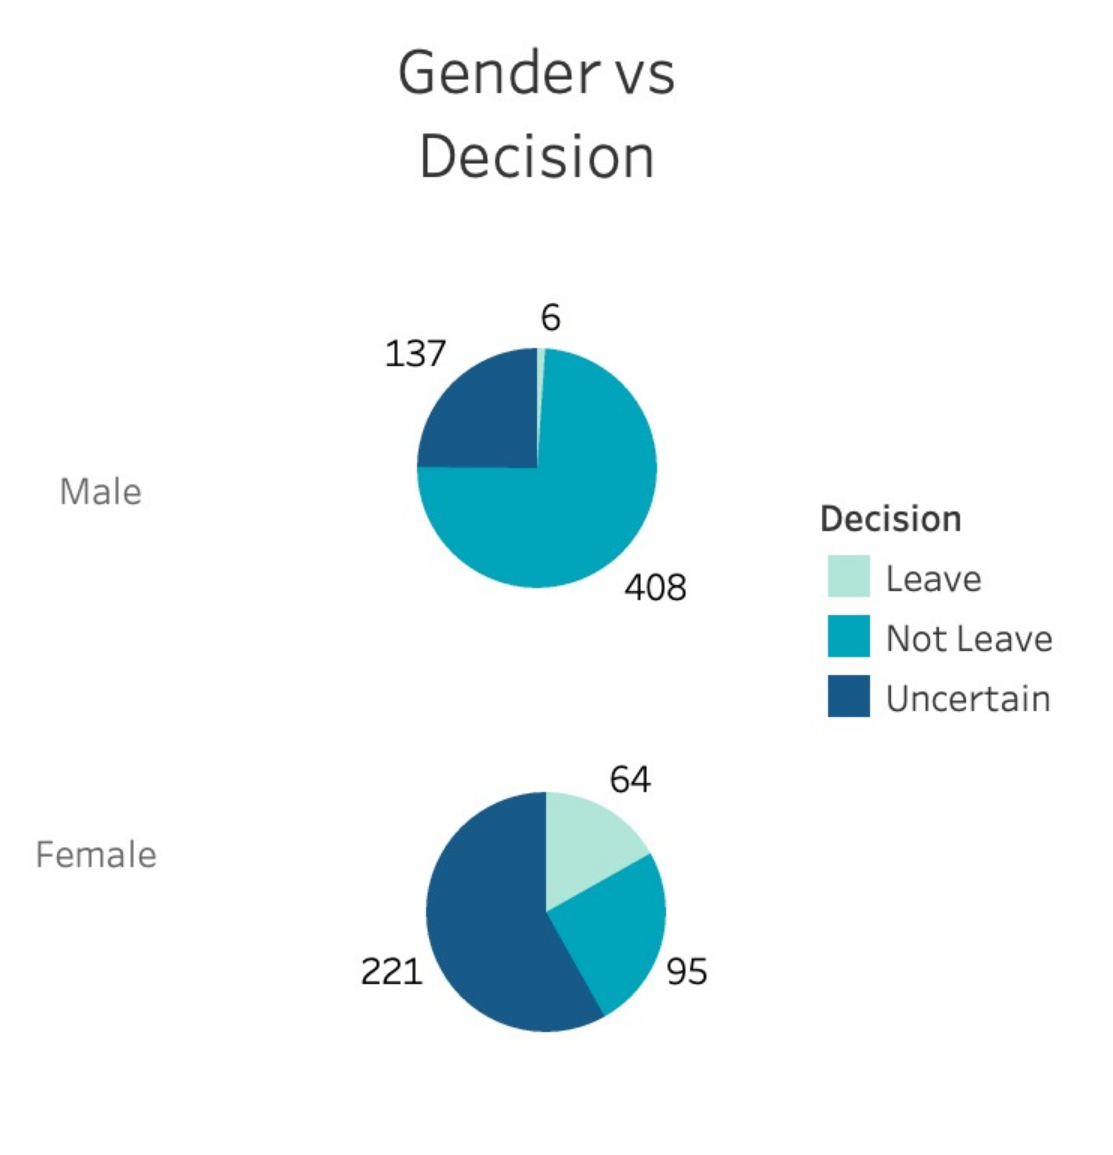 Gender vs
Decision
6
137
Male
408
Decision
Leave
Not Leave
Uncertain
64
Female
221
95